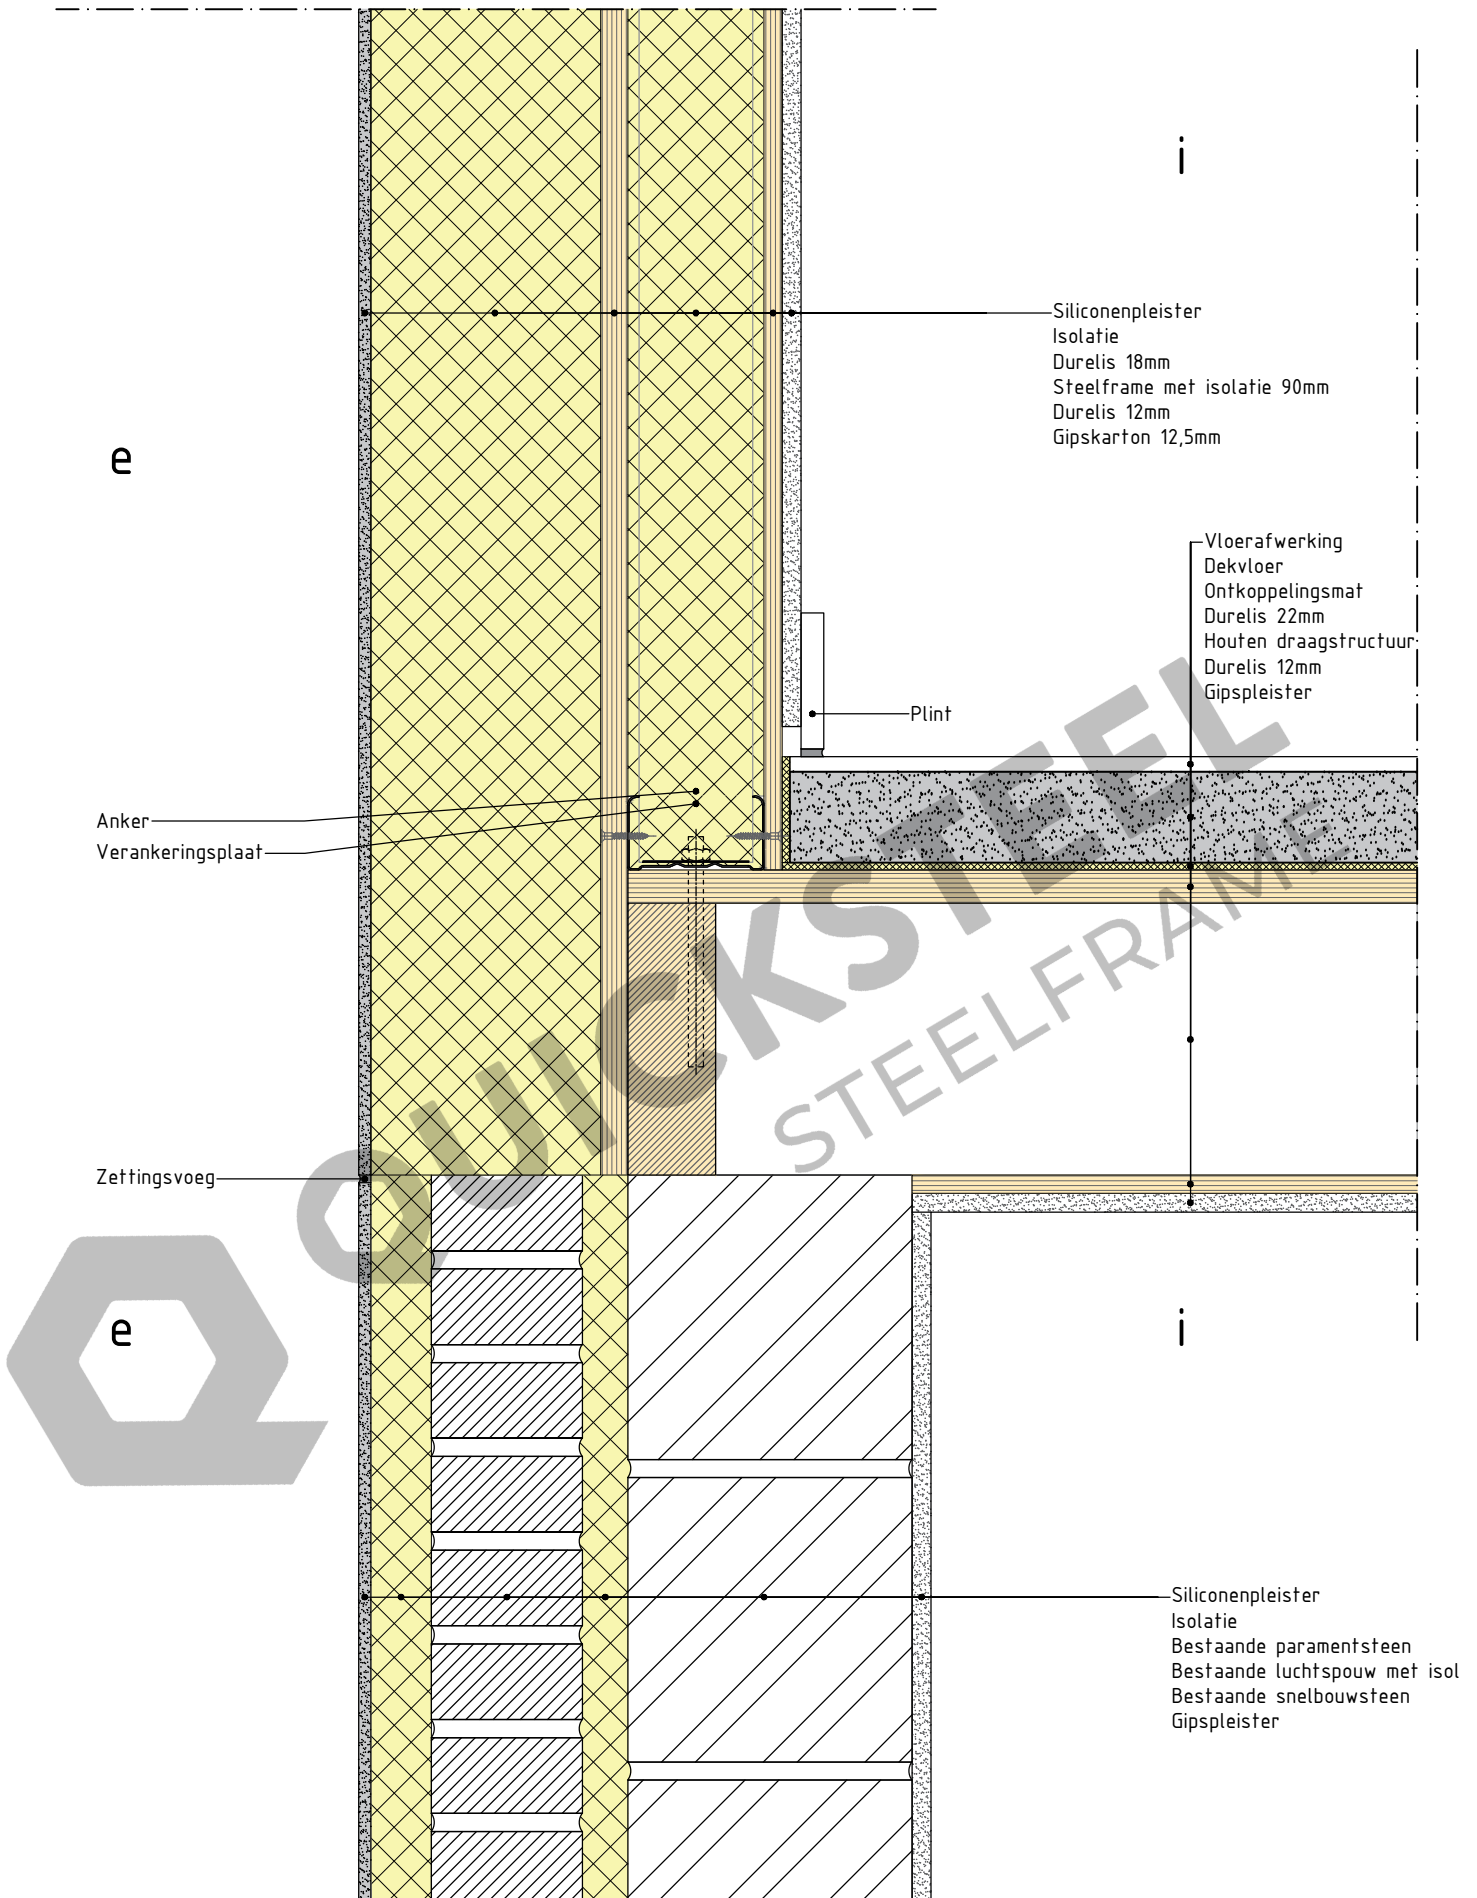 i
Siliconenpleister
Isolatie
Durelis 18mm
Steelframe met isolatie 90mm
Durelis 12mm
Gipskarton 12,5mm
e
Vloerafwerking
Dekvloer
Ontkoppelingsmat
Durelis 22mm
Houten draagstructuur
Durelis 12mm
Gipspleister
Plint
Anker
Verankeringsplaat
QUICKSTEEL
STEELFRAME
Zettingsvoeg
e
i
Siliconenpleister
Isolatie
Bestaande paramentsteen
Bestaande luchtspouw met isol
Bestaande snelbouwsteen
Gipspleister